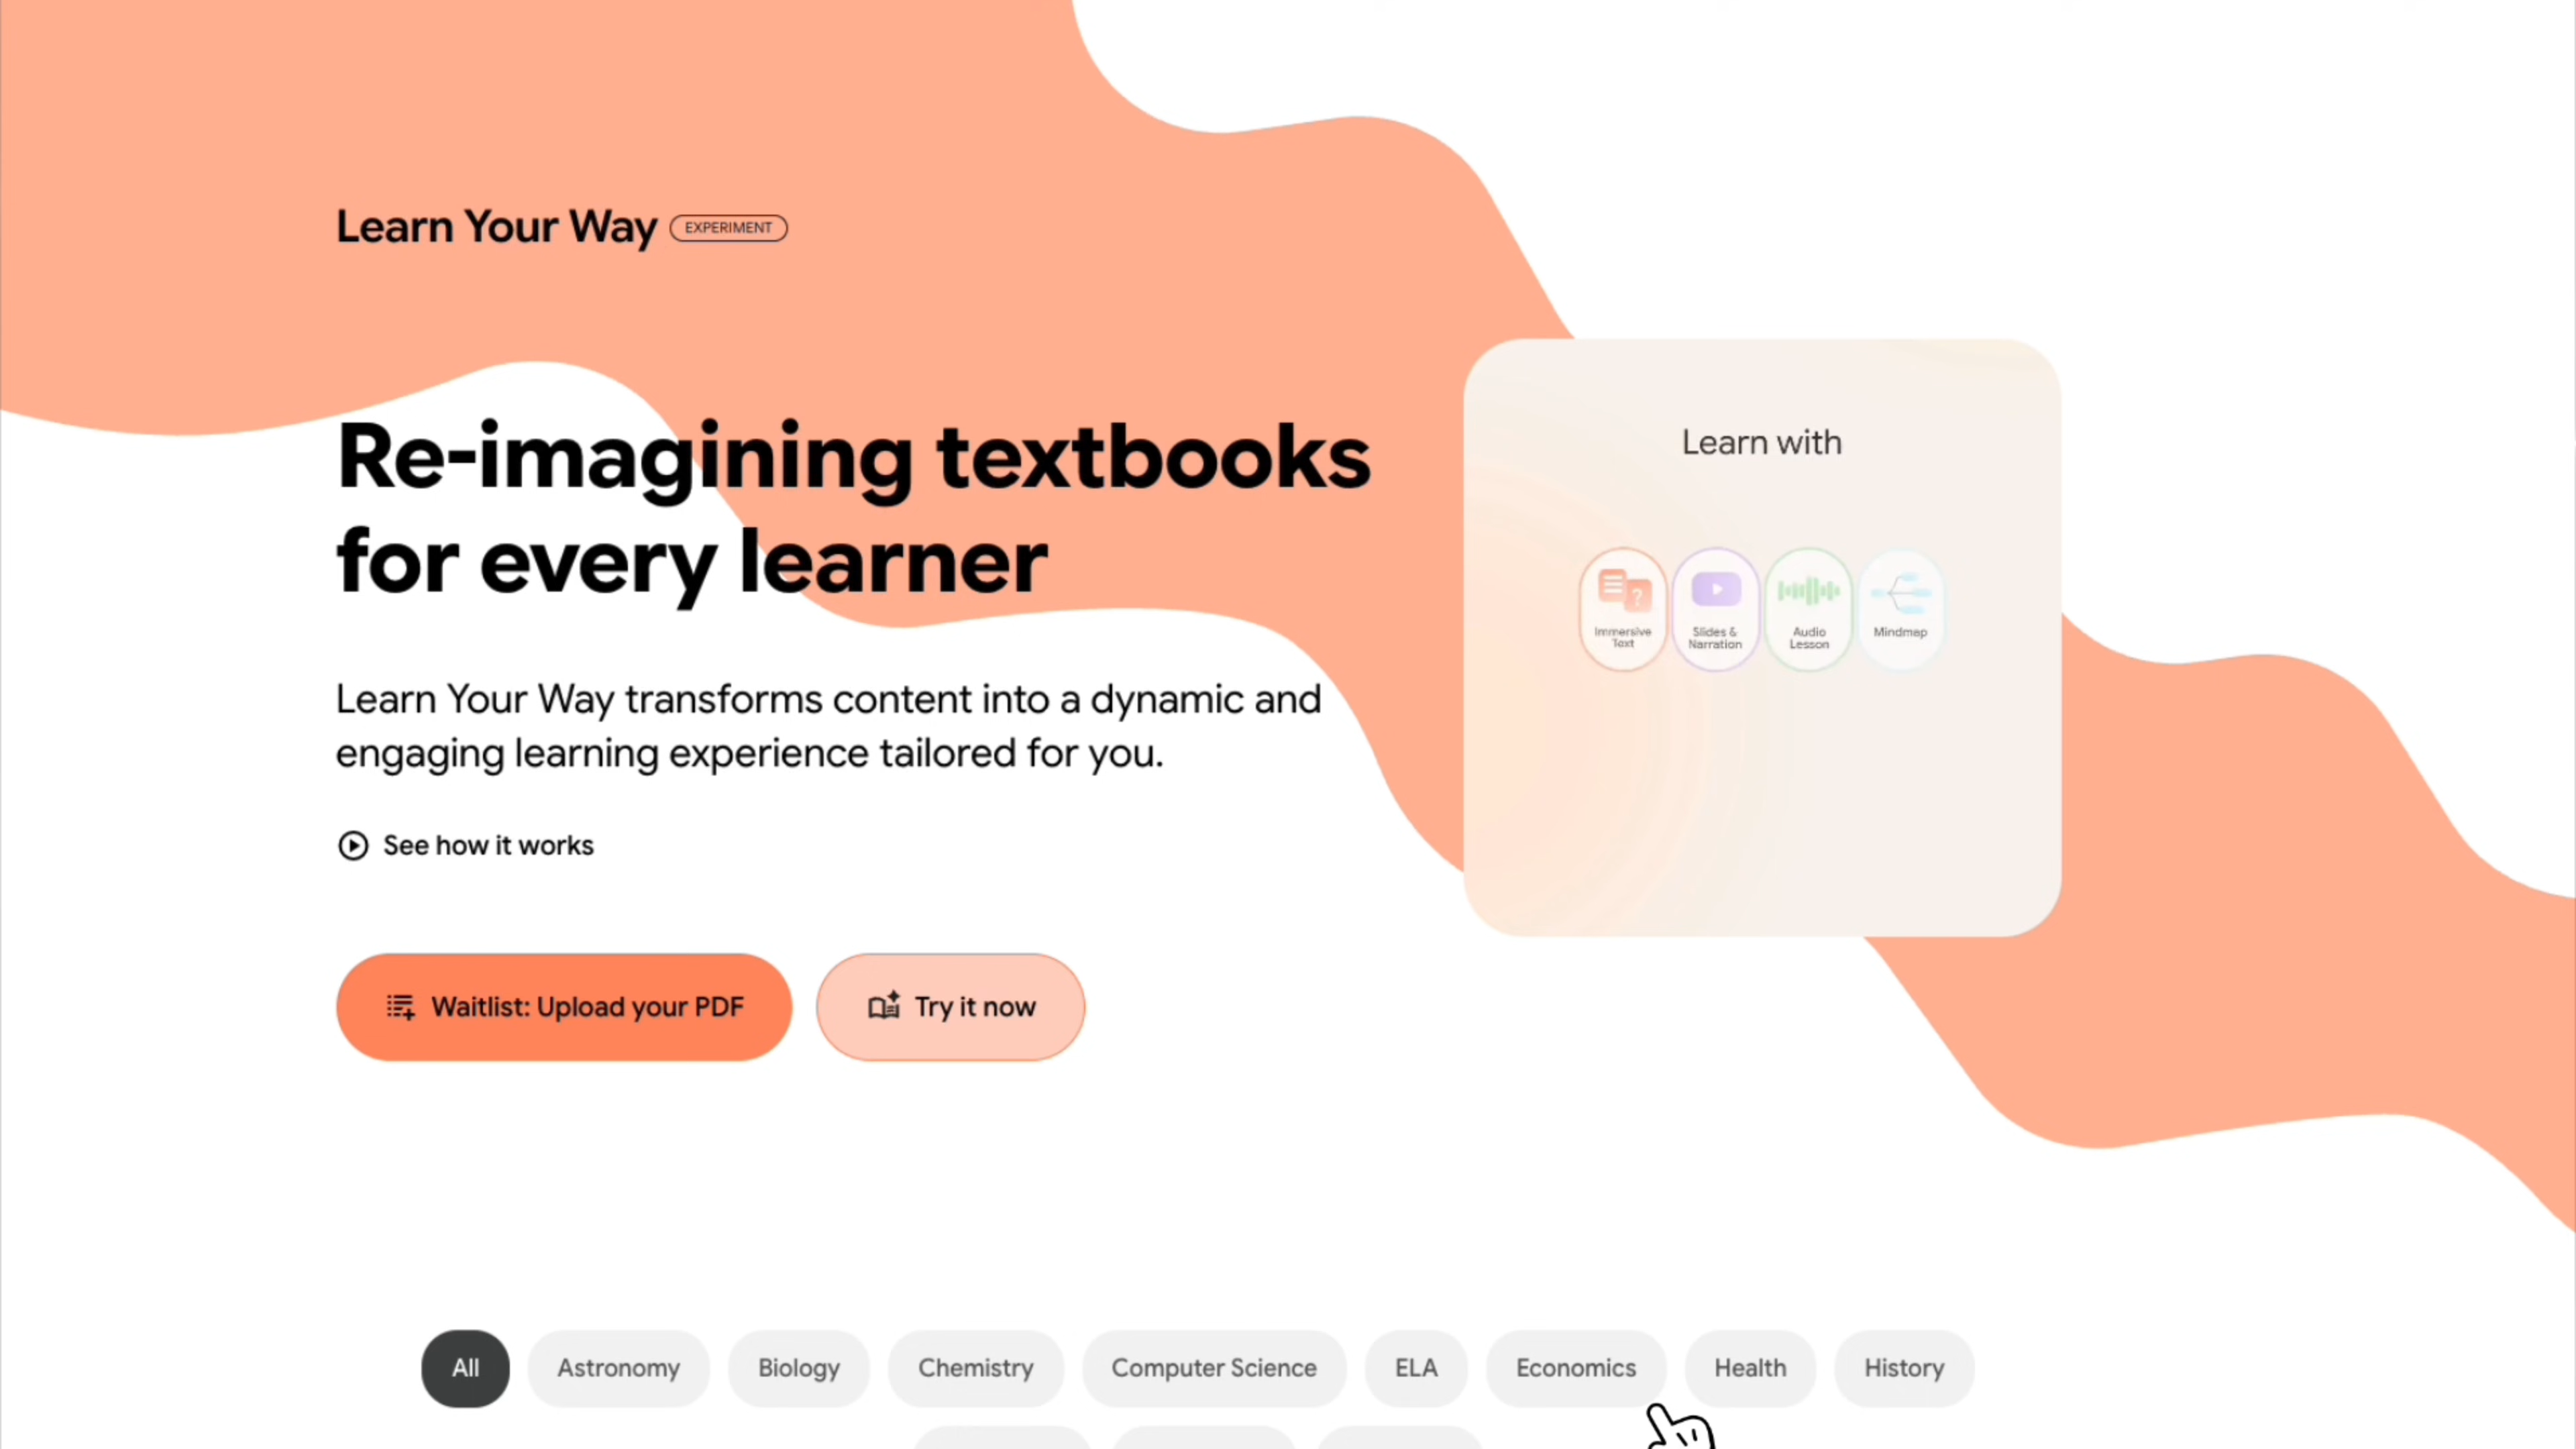 Learn Your Way EXPERIMENT
Re-imagining textbooks
for every learner
Learn Your Way transforms content into a dynamic and
engaging learning experience tailored for you.
See how it works
Waitlist: Upload your PDF
Try it now
Learn with
Immersive
Text
Slides &
Narration
Audio
Lesson
Mindmap
All
Astronomy
Biology
Chemistry
Computer Science
ELA
Economics
Health
History